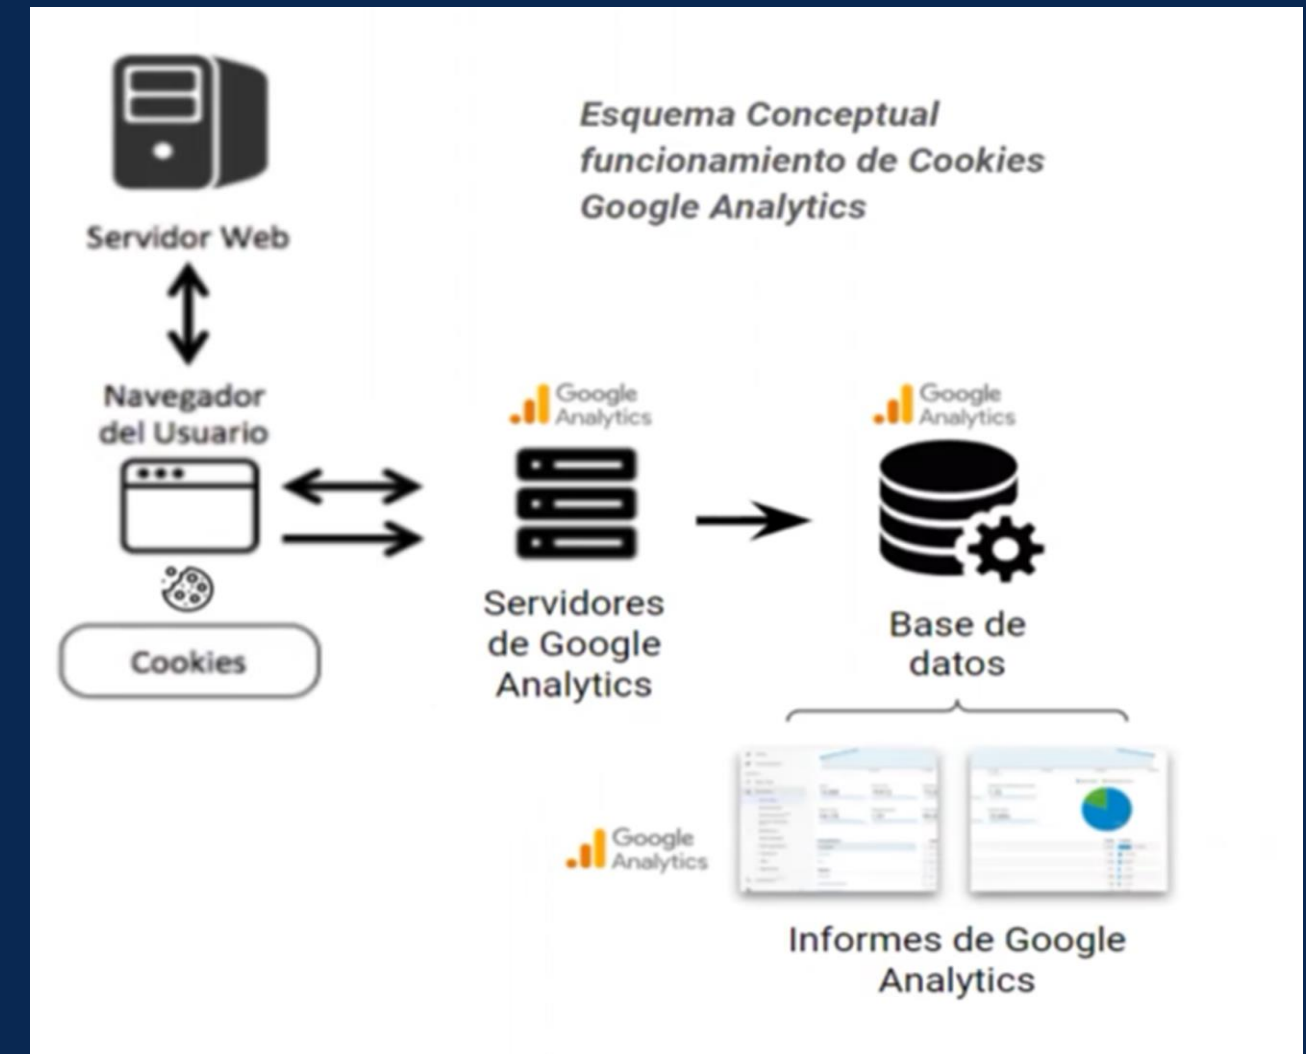 Esquema Conceptual
funcionamiento de Cookies
Google Analytics
Servidor Web
Navegador
del Usuario
Cookies
Google
Analytics
Servidores
de Google
Analytics
Google
Analytics
Base de
datos
Google
Analytics
Informes de Google
Analytics